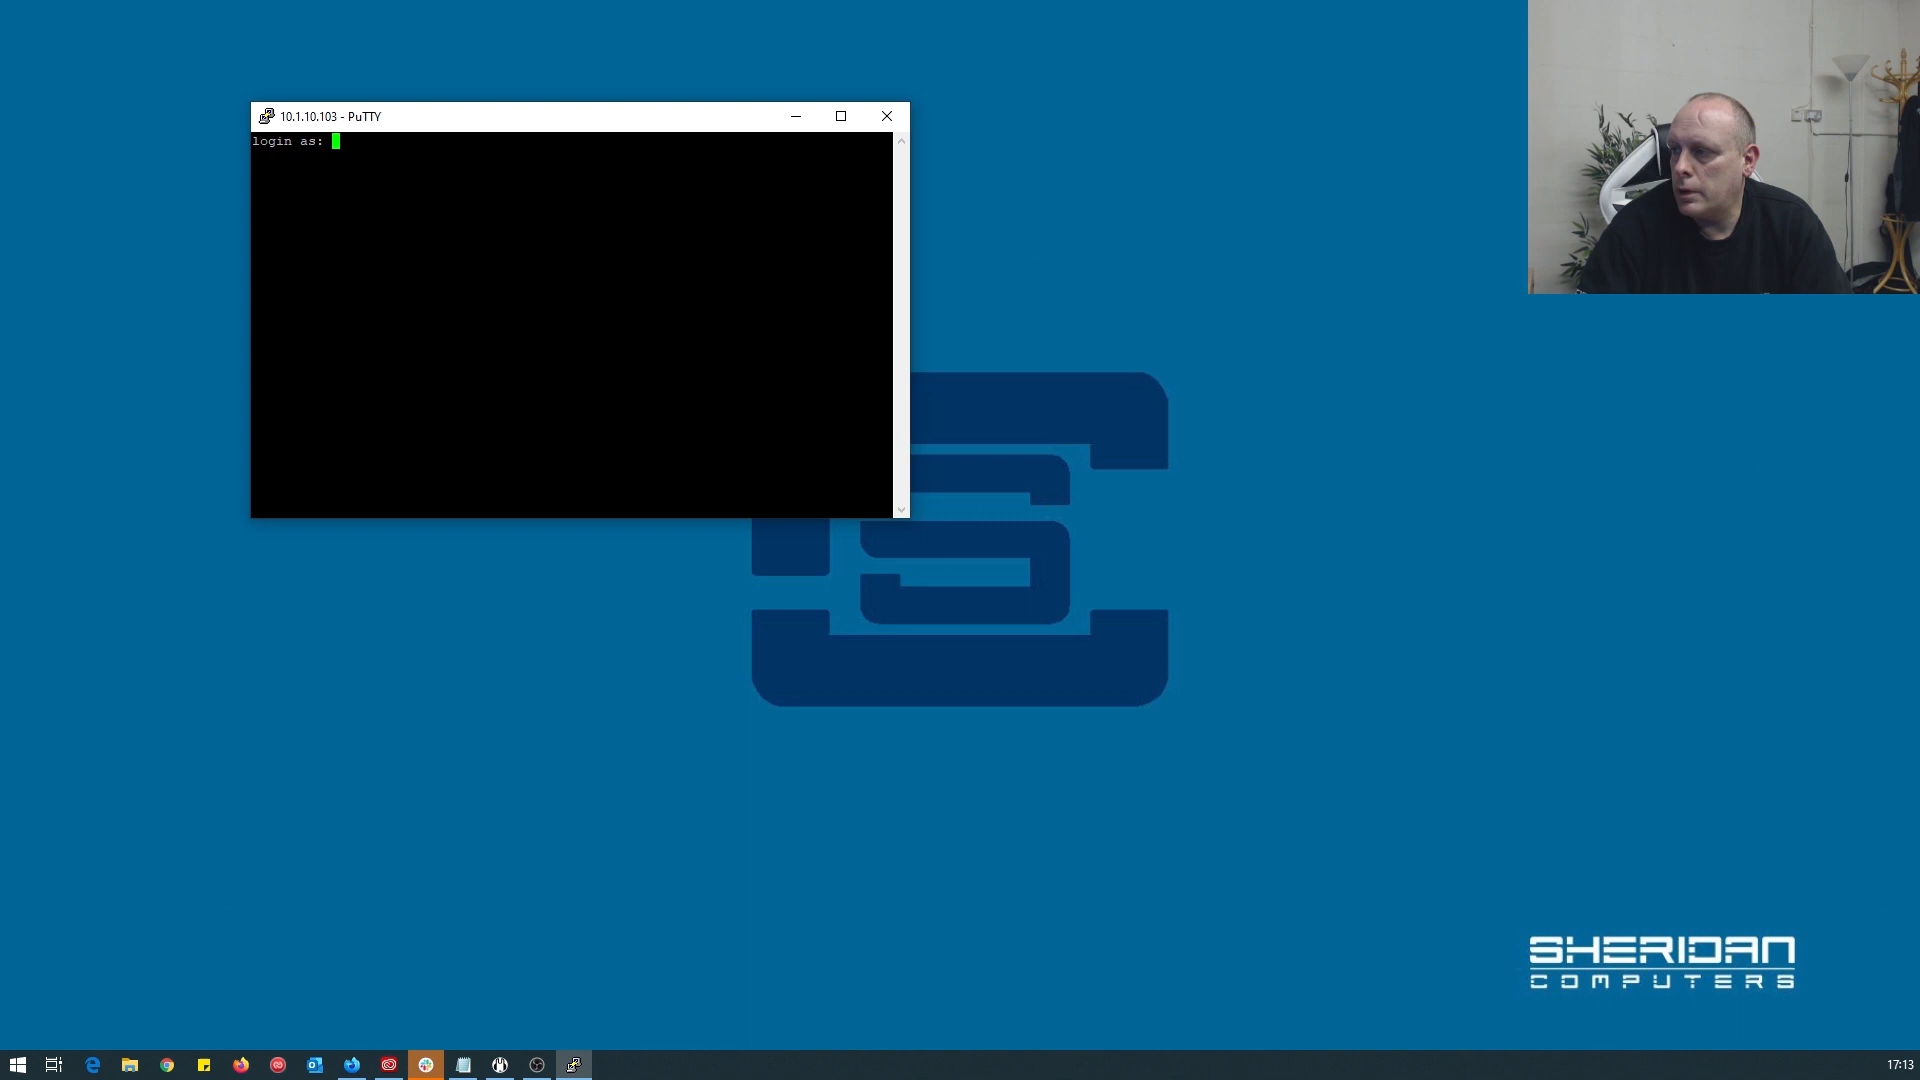 10.1.10.103 - PuTTY
login as:
SHERIDAN
COMPUTERS
17:13